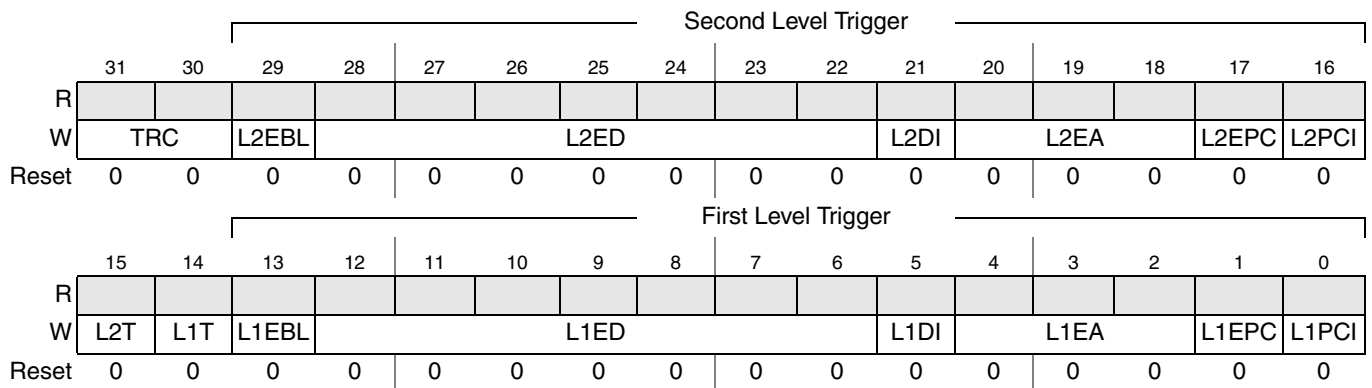 Second Level Trigger
31 30 29 28 27 26 25 24 23 22 21 20 19 18 17 16
R
W TRC L2EBL L2ED L2DI L2EA L2EPC L2PCI
Reset 0 0 0 0 0 0 0 0 0 0 0 0 0 0 0 0
First Level Trigger
15 14 13 12 11 10 9 8 7 6 5 4 3 2 1 0
R
W L2T L1T L1EBL L1ED L1DI L1EA L1EPC L1PCI
Reset 0 0 0 0 0 0 0 0 0 0 0 0 0 0 0 0